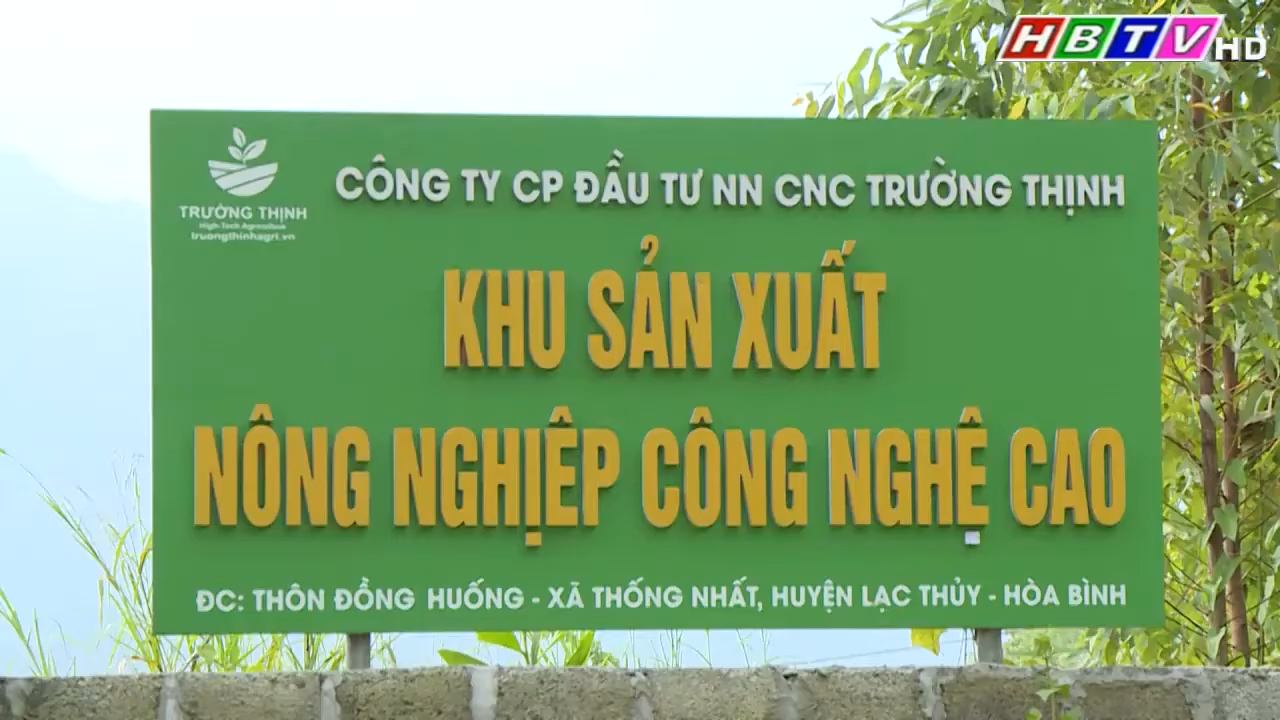 HBTV HD
CÔNG TY CP ĐẦU TƯ NN CNC TRƯỜNG THỊNH
TRƯỜNG THỊNH
High-Tech Agriculture
truongthinhagri.vn
KHU SẢN XUẤT
NÔNG NGHIỆP CÔNG NGHỆ CAO
ĐC: THÔN ĐỒNG HUỐNG - XÃ THỐNG NHẤT, HUYỆN LẠC THỦY - HÒA BÌNH